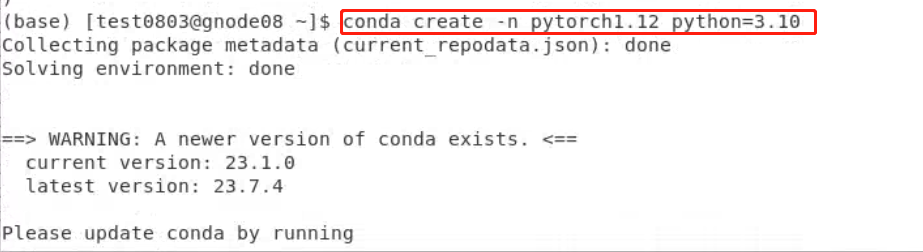 )
(base) [test0803@gnode08 ~]$ conda create -n pytorch1.12 python=3.10
Collecting package metadata (current_repodata.json): done
Solving environment: done
==> WARNING: A newer version of conda exists. <==
current version: 23.1.0
latest version: 23.7.4
Please update conda by running